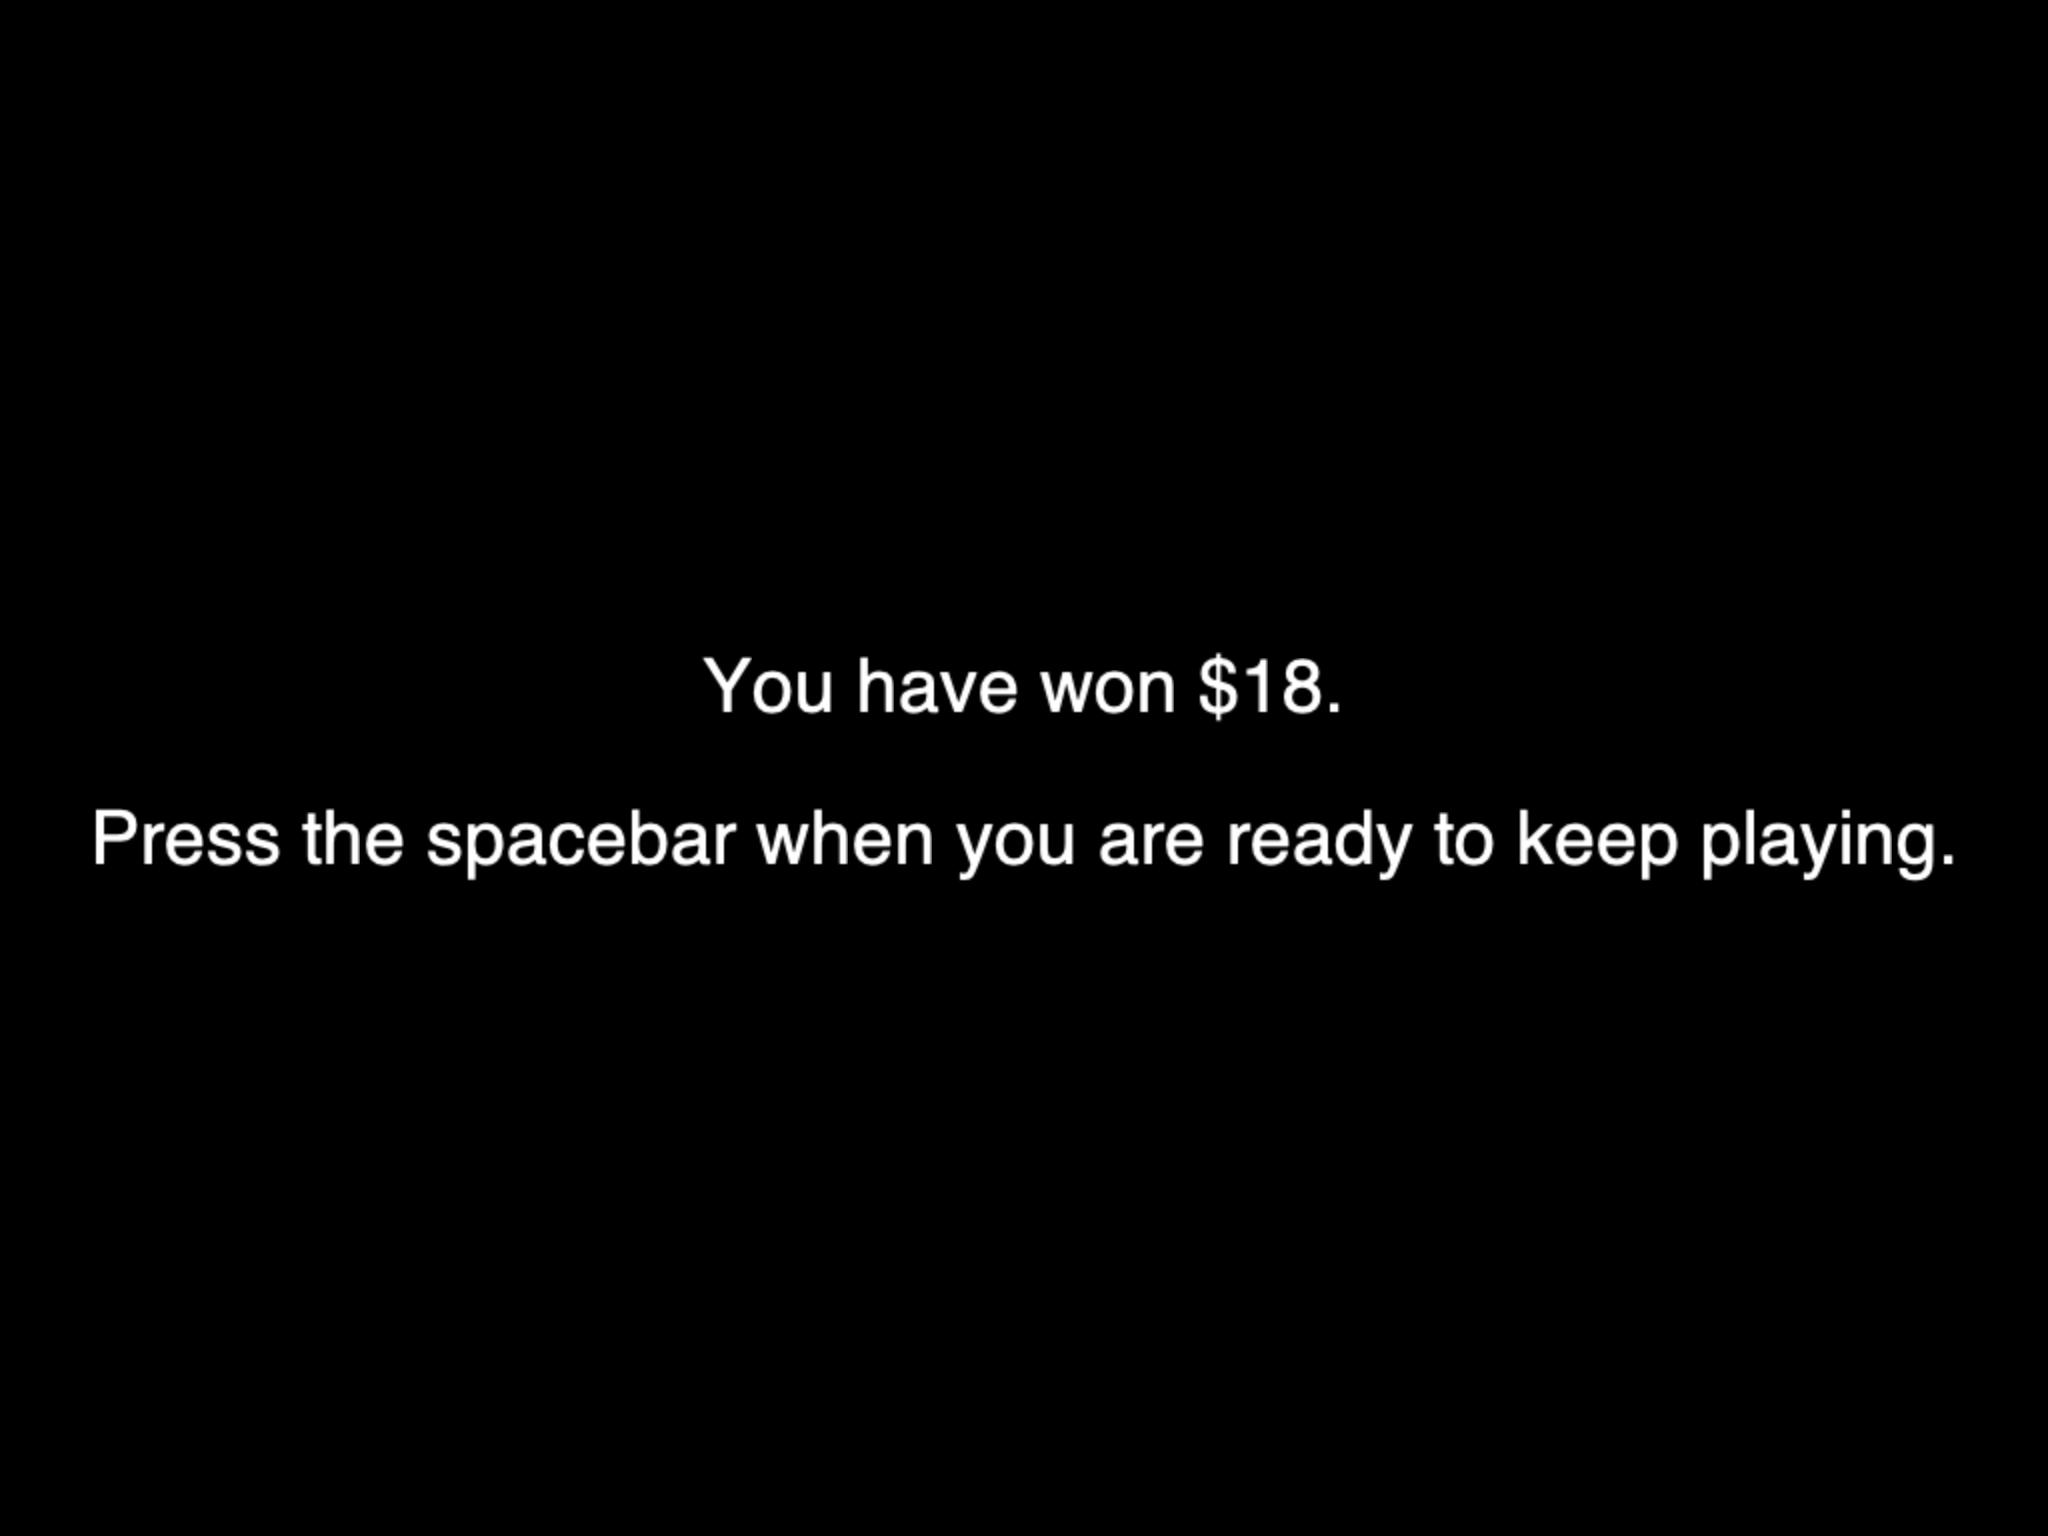 You have won $18.
Press the spacebar when you are ready to keep playing.